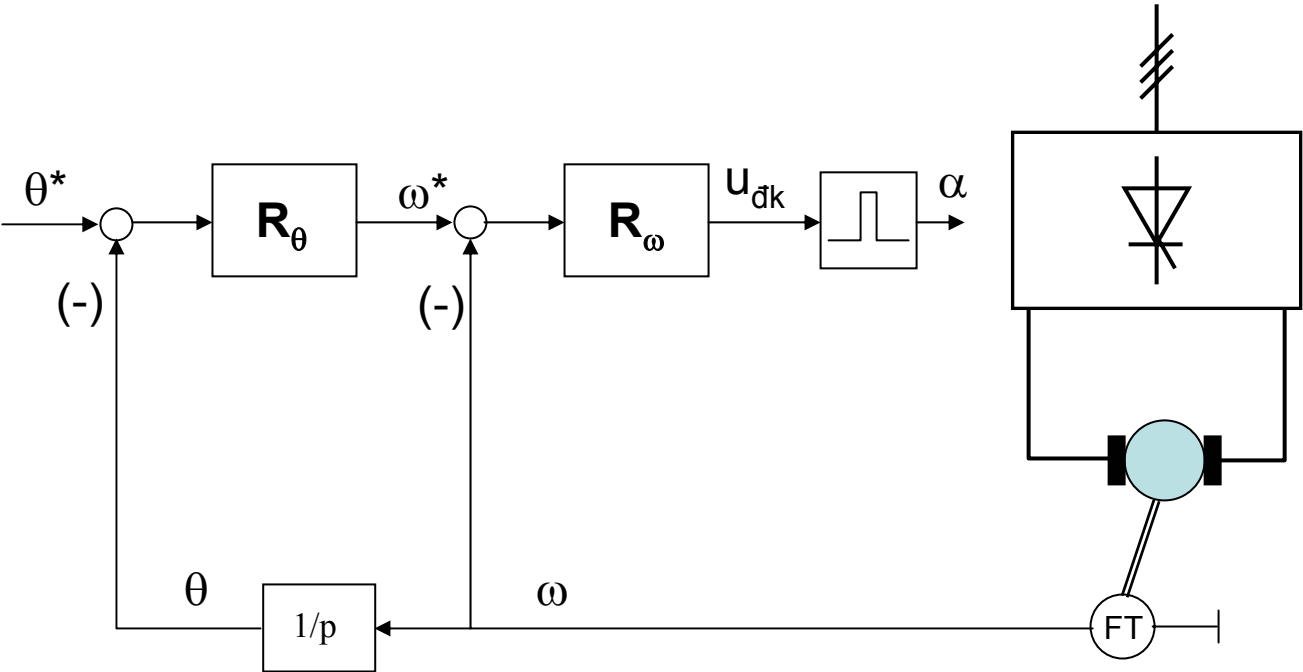 θ*
R_θ
ω*
R_ω
u_đk
α
(-)
(-)
θ
1/p
ω
FT